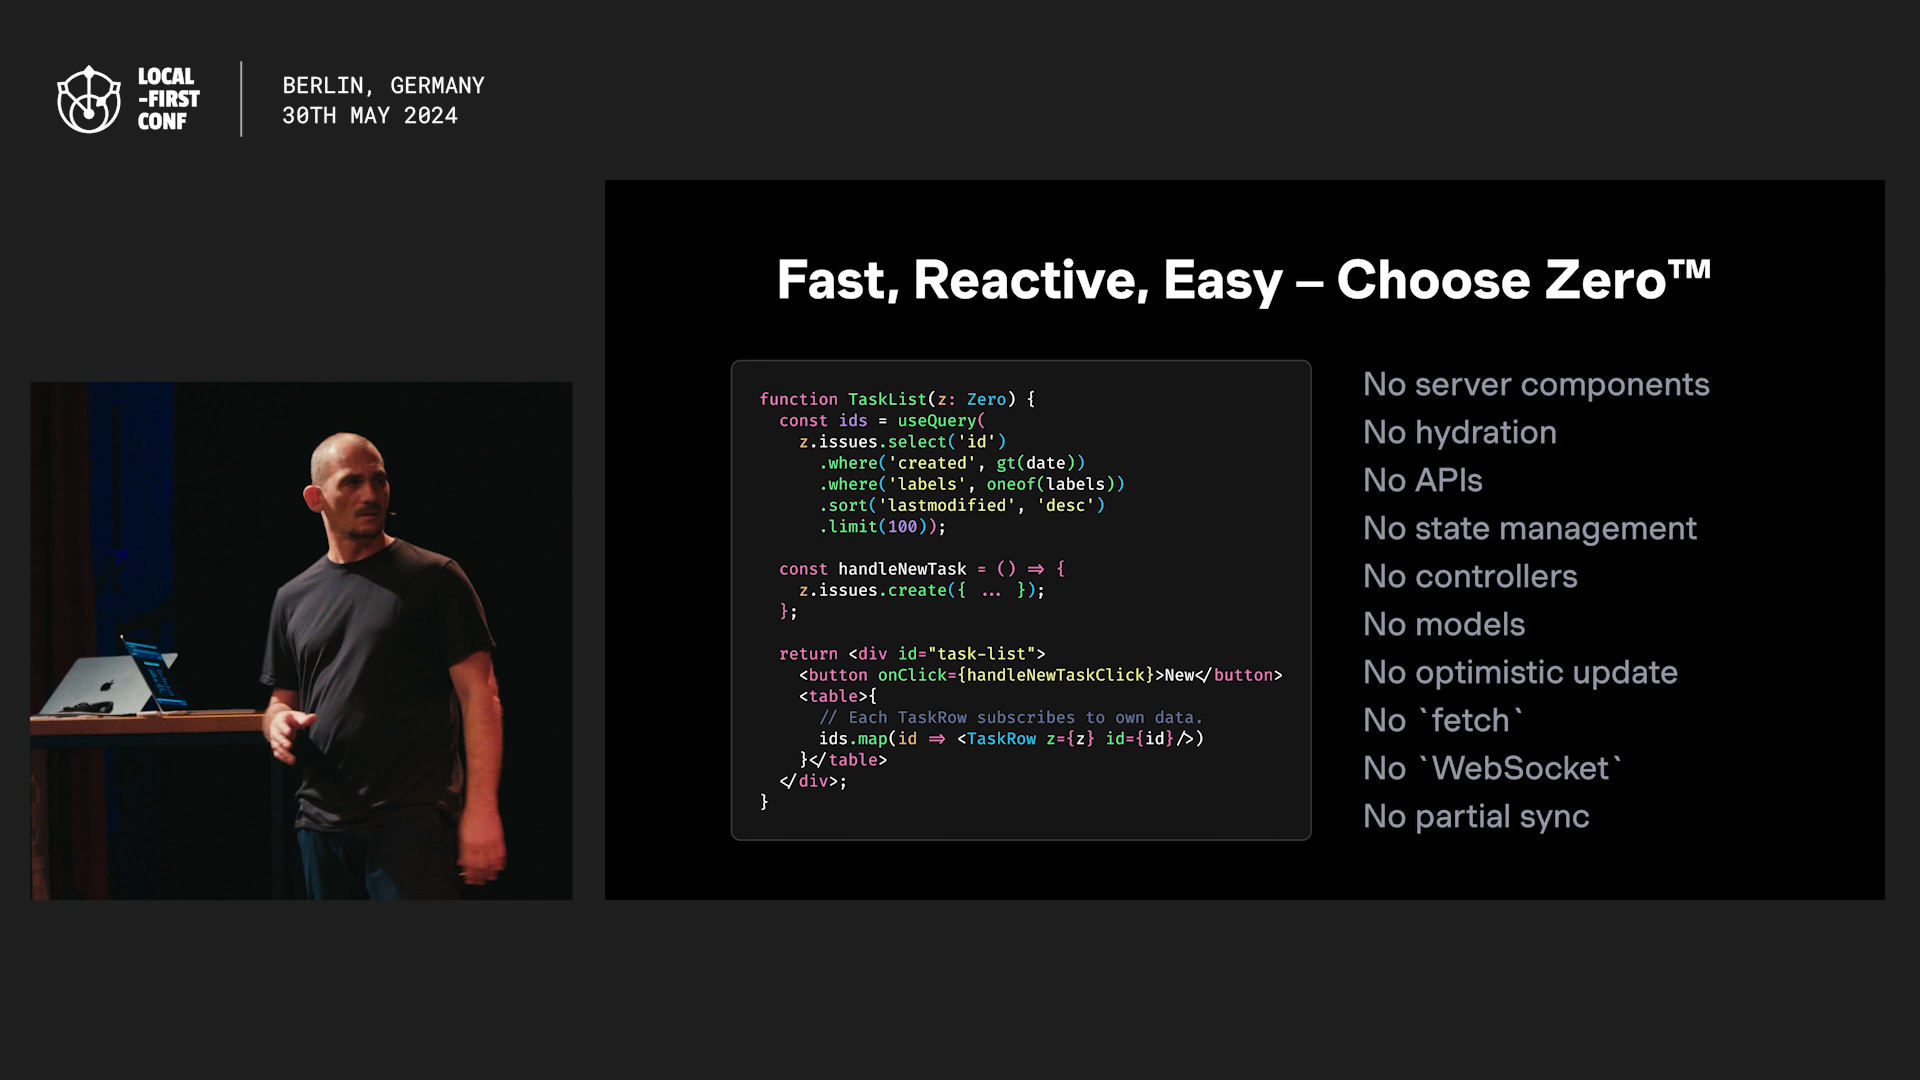 LOCAL
-FIRST
CONF
BERLIN, GERMANY
30TH MAY 2024
Fast, Reactive, Easy – Choose Zero™
function TaskList(z: Zero) {
  const ids = useQuery(
    z.issues.select('id')
      .where('created', gt(date))
      .where('labels', oneof(labels))
      .sort('lastmodified', 'desc')
      .limit(100));
  const handleNewTask = () => {
    z.issues.create({ ... });
  };
  return <div id="task-list">
    <button onClick={handleNewTaskClick}>New</button>
    <table>{
      // Each TaskRow subscribes to own data.
      ids.map(id => <TaskRow z={z} id={id}/>)
    }</table>
  </div>;
}
No server components
No hydration
No APIs
No state management
No controllers
No models
No optimistic update
No `fetch`
No `WebSocket`
No partial sync